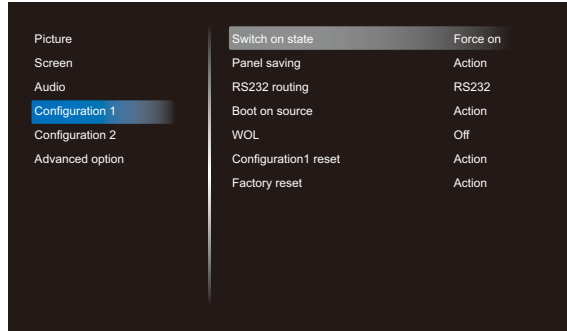 Picture
Screen
Audio
Configuration 1
Configuration 2
Advanced option
Switch on state Force on
Panel saving Action
RS232 routing RS232
Boot on source Action
WOL Off
Configuration1 reset Action
Factory reset Action